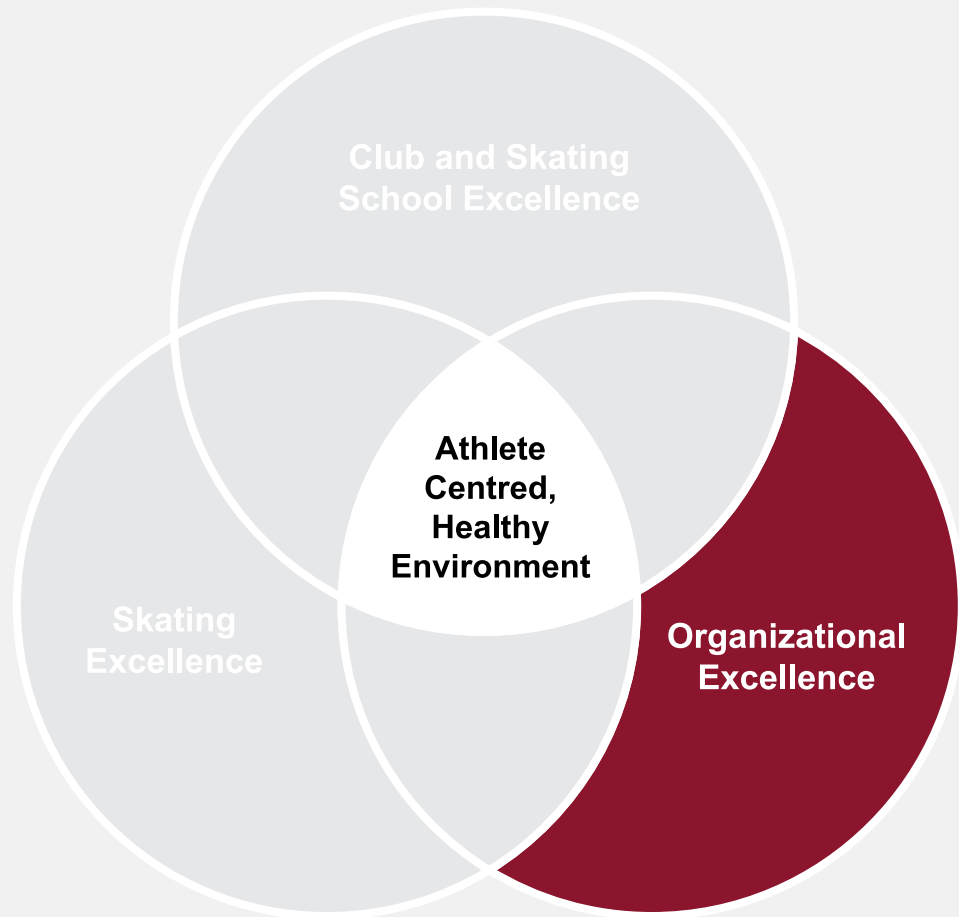 Club and Skating
School Excellence
Athlete
Centred,
Healthy
Environment
Skating
Excellence
Organizational
Excellence